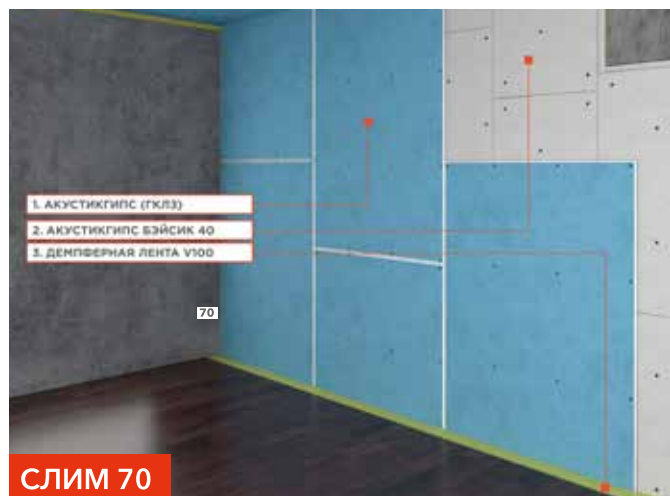 1. АКУСТИКГИПС (ГКЛЗ)
2. АКУСТИКГИПС БЭЙСИК 40
3. ДЕМПФЕРНАЯ ЛЕНТА V100
70
СЛИМ 70